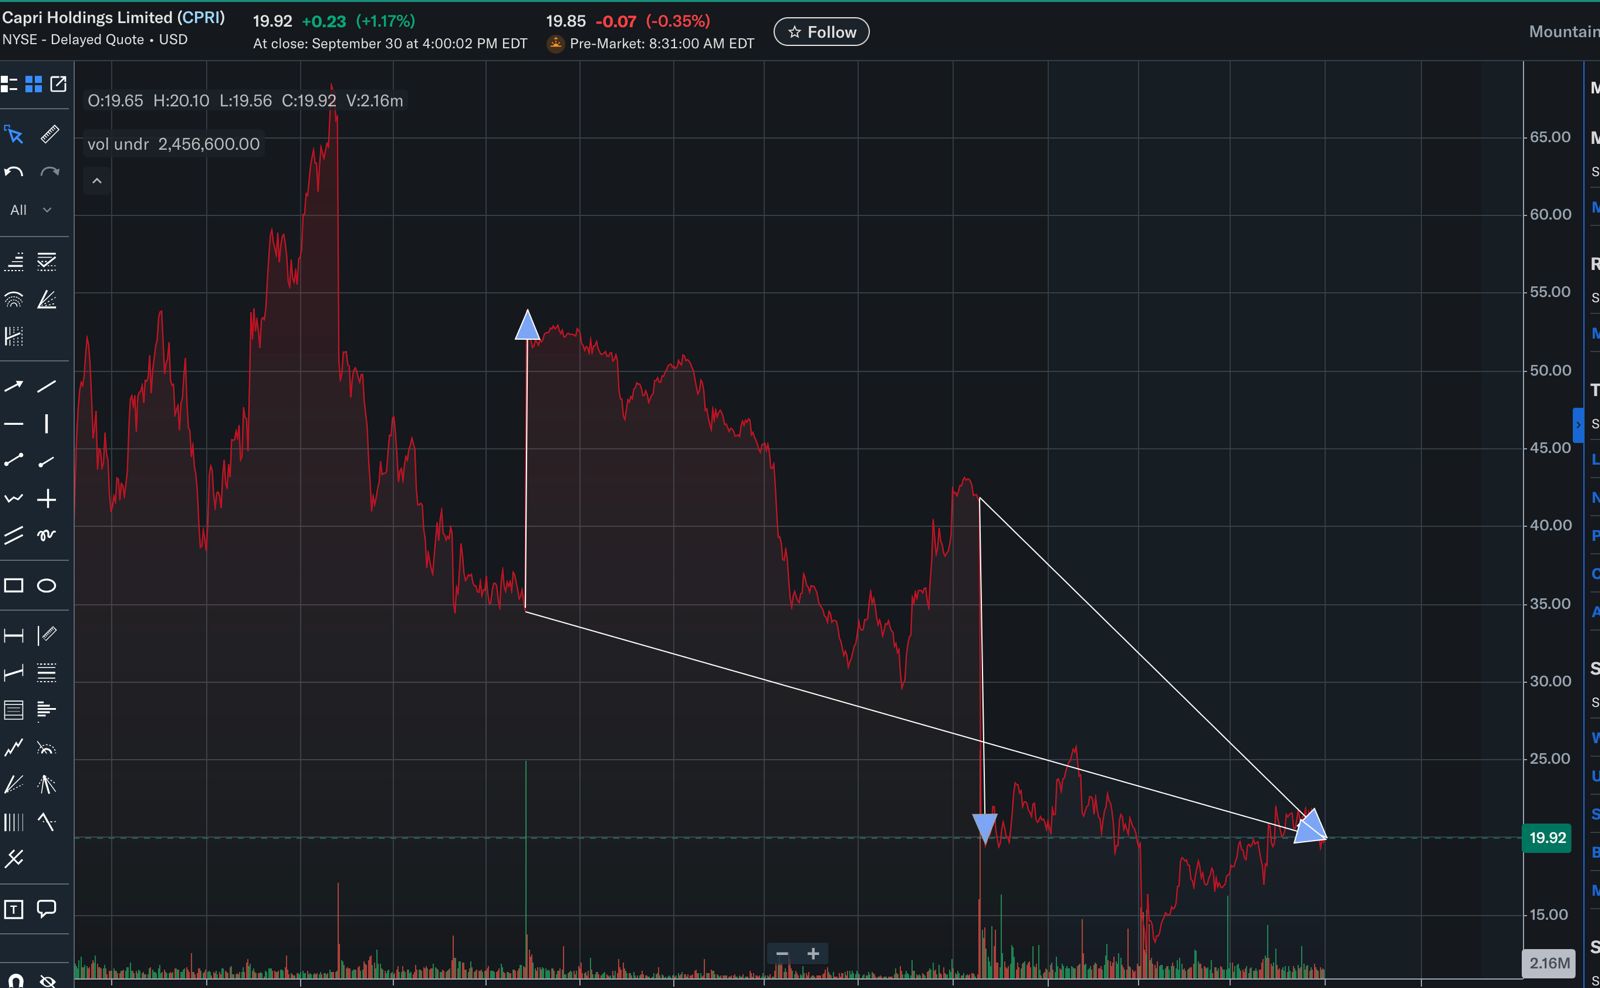 Capri Holdings Limited (CPRI)
NYSE - Delayed Quote • USD
19.92 +0.23 (+1.17%)
At close: September 30 at 4:00:02 PM EDT
19.85 -0.07 (-0.35%)
Pre-Market: 8:31:00 AM EDT
Follow
Mountain
O:19.65 H:20.10 L:19.56 C:19.92 V:2.16m
vol undr 2,456,600.00
All
T
65.00
60.00
55.00
50.00
45.00
40.00
35.00
30.00
25.00
19.92
15.00
2.16M